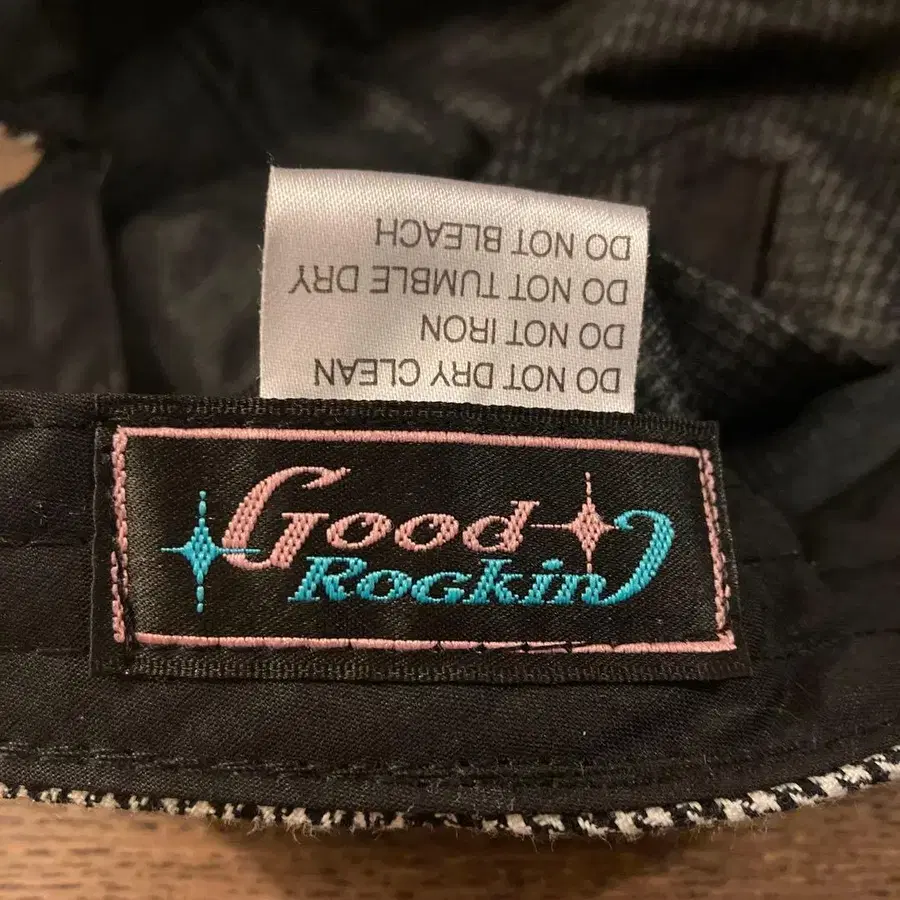 DO NOT DRY CLEAN
DO NOT IRON
DO NOT TUMBLE DRY
DO NOT BLEACH
Good
Rockin